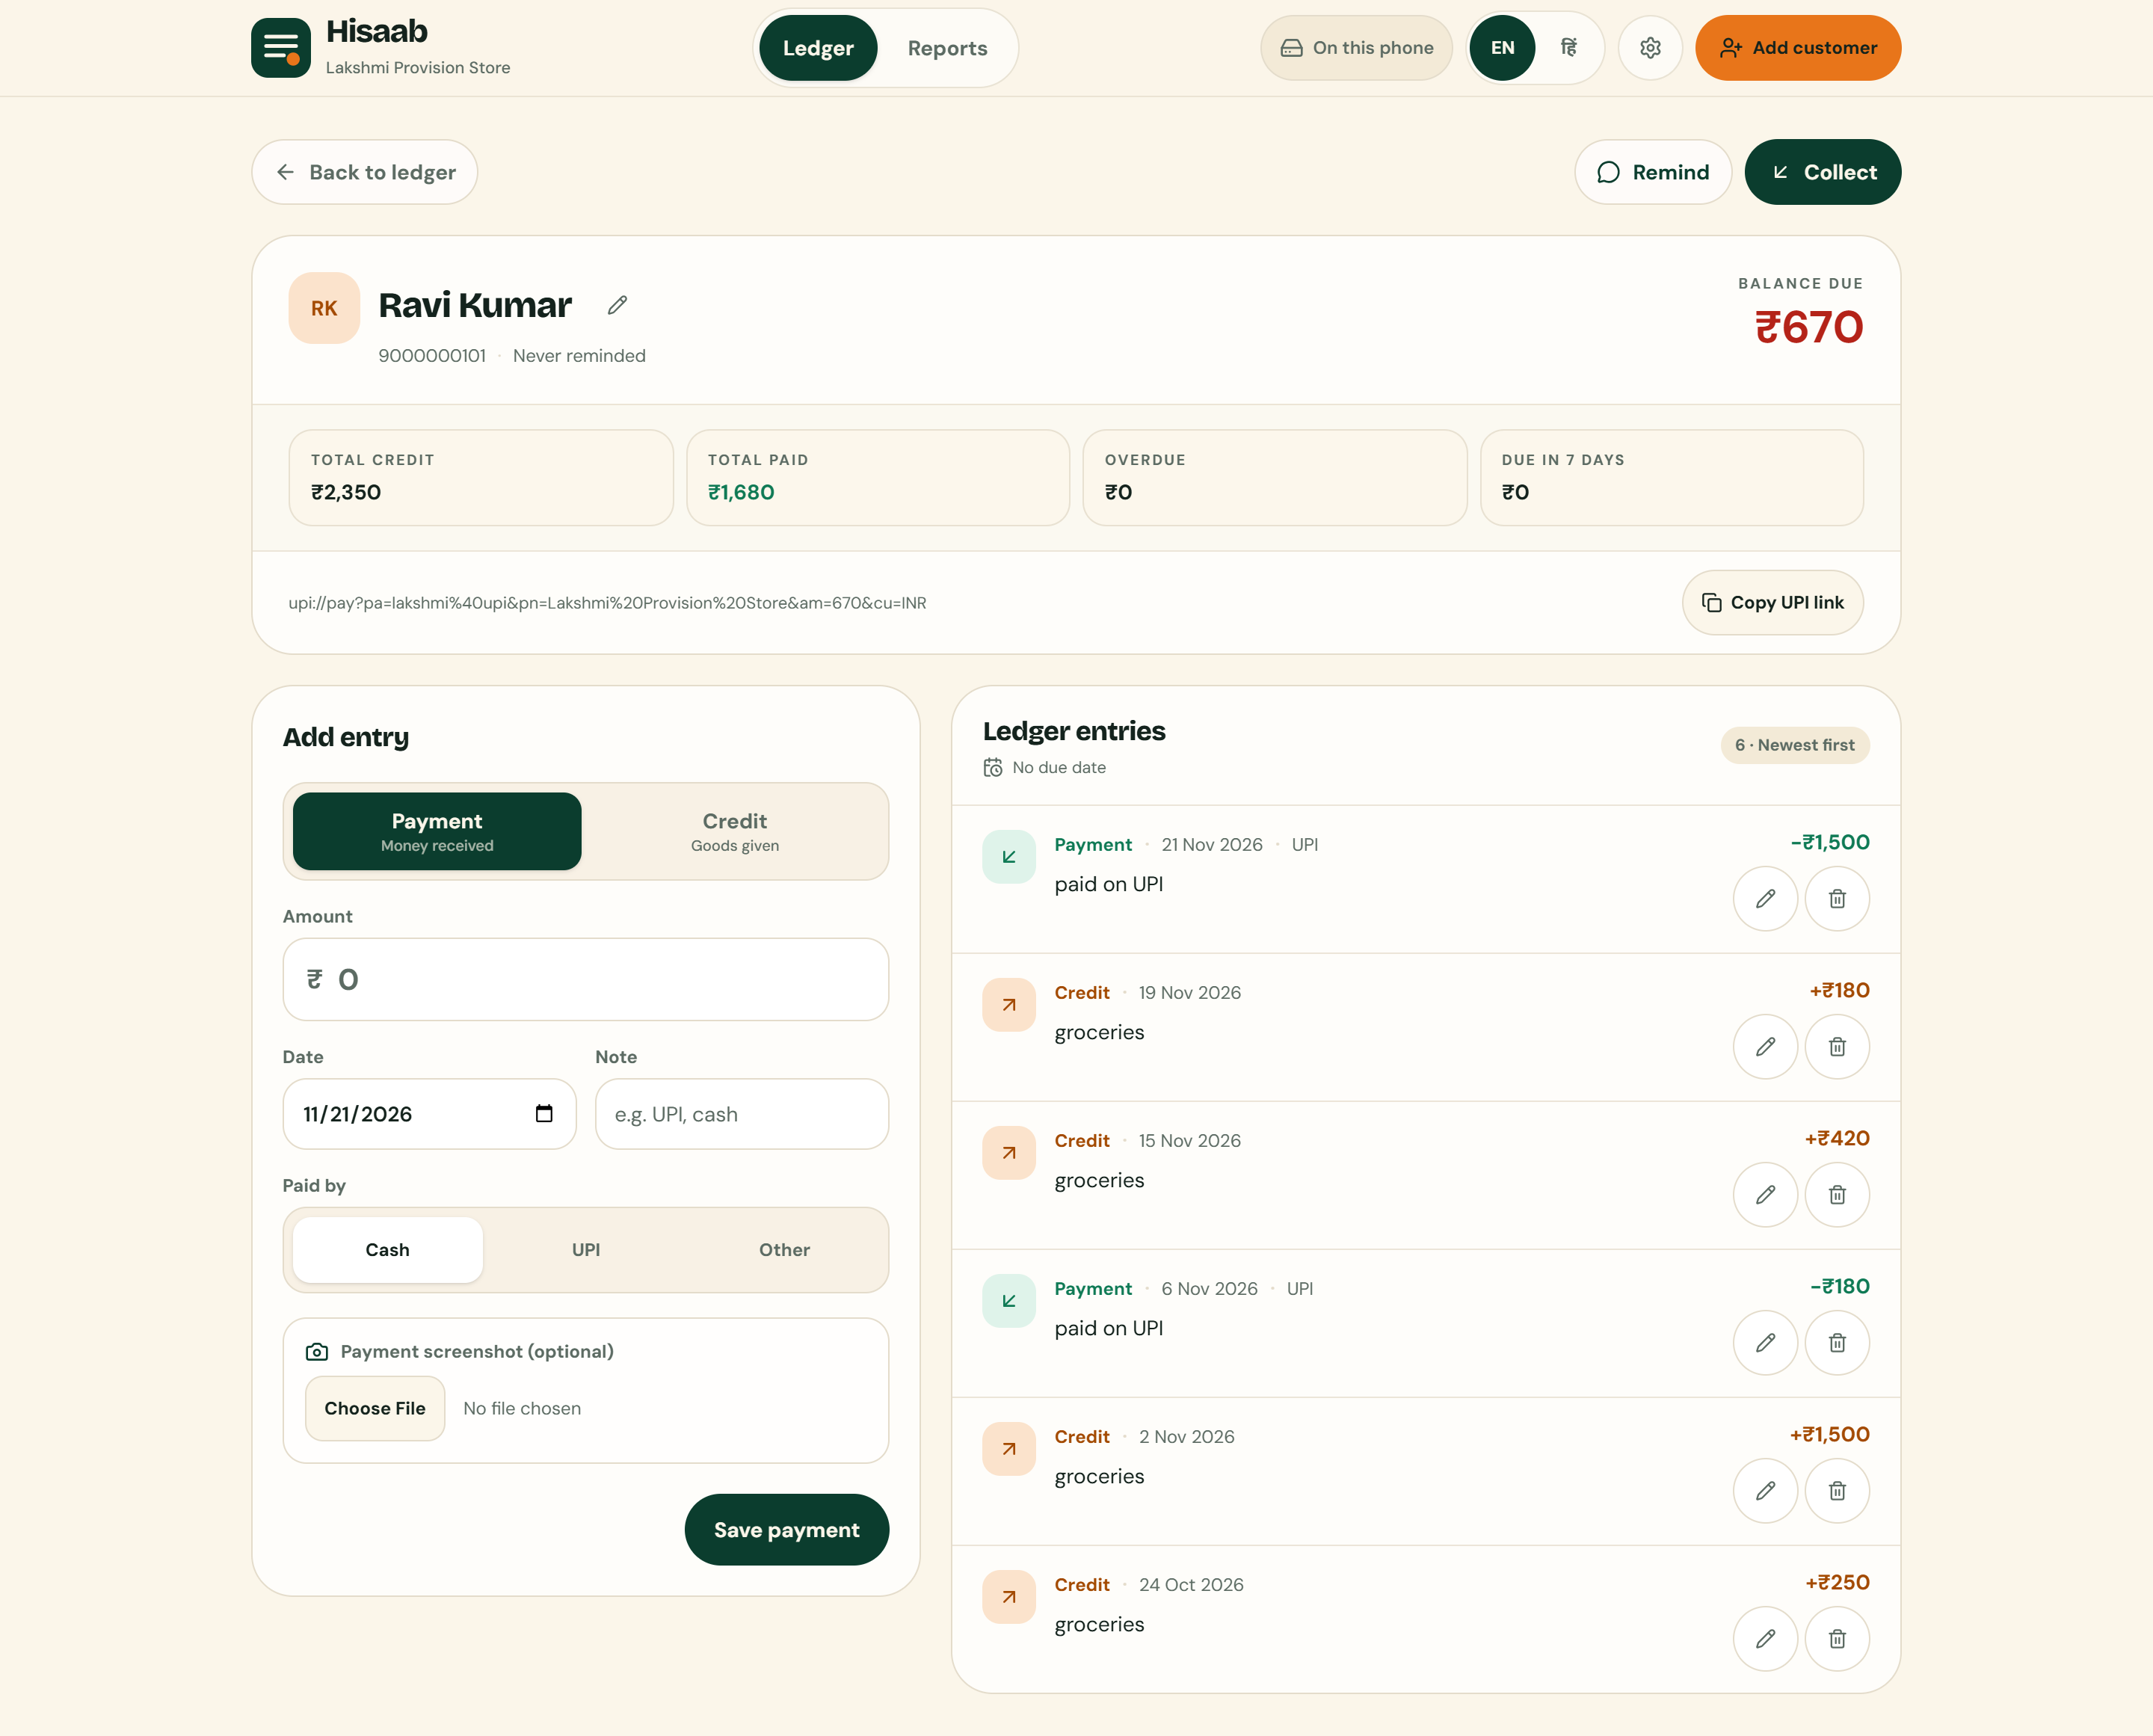 Hisaab
Lakshmi Provision Store
Ledger
Reports
On this phone
EN
हिं
Add customer
Back to ledger
Remind
Collect
RK
Ravi Kumar
9000000101 · Never reminded
BALANCE DUE
₹670
TOTAL CREDIT
₹2,350
TOTAL PAID
₹1,680
OVERDUE
₹0
DUE IN 7 DAYS
₹0
upi://pay?pa=lakshmi%40upi&pn=Lakshmi%20Provision%20Store&am=670&cu=INR
Copy UPI link
Add entry
Payment
Money received
Credit
Goods given
Amount
₹ 0
Date
11/21/2026
Note
e.g. UPI, cash
Paid by
Cash
UPI
Other
Payment screenshot (optional)
Choose File
No file chosen
Save payment
Ledger entries
No due date
6 · Newest first
Payment · 21 Nov 2026 · UPI
paid on UPI
−₹1,500
Credit · 19 Nov 2026
groceries
+₹180
Credit · 15 Nov 2026
groceries
+₹420
Payment · 6 Nov 2026 · UPI
paid on UPI
−₹180
Credit · 2 Nov 2026
groceries
+₹1,500
Credit · 24 Oct 2026
groceries
+₹250